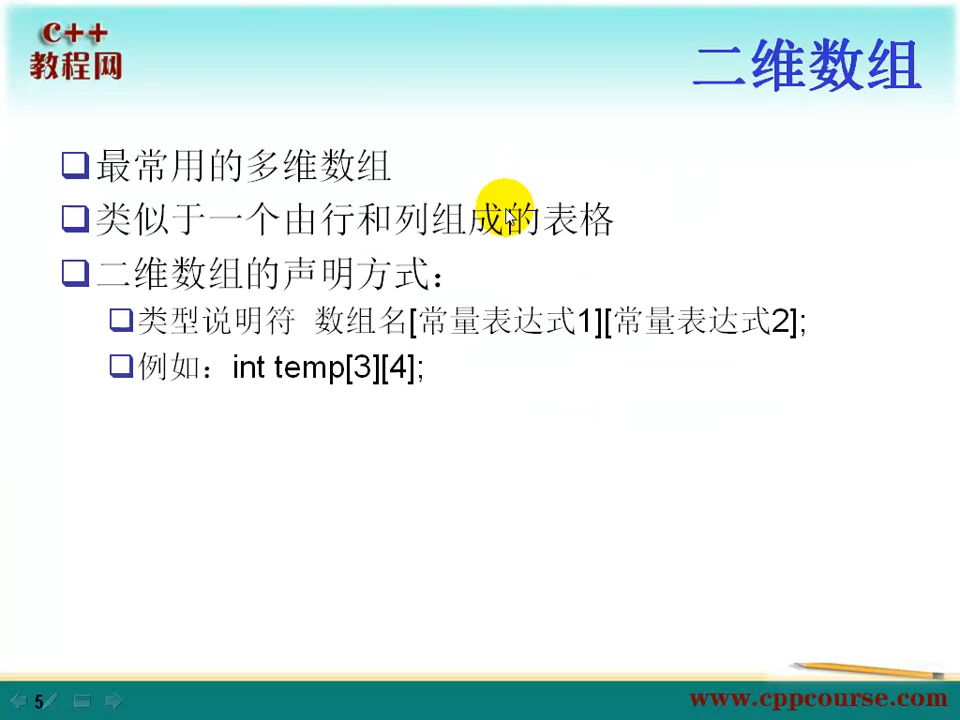 C++
教程网
二维数组
最常用的多维数组
类似于一个由行和列组成的表格
二维数组的声明方式：
类型说明符 数组名[常量表达式1][常量表达式2];
例如：int temp[3][4];
5
www.cppcourse.com